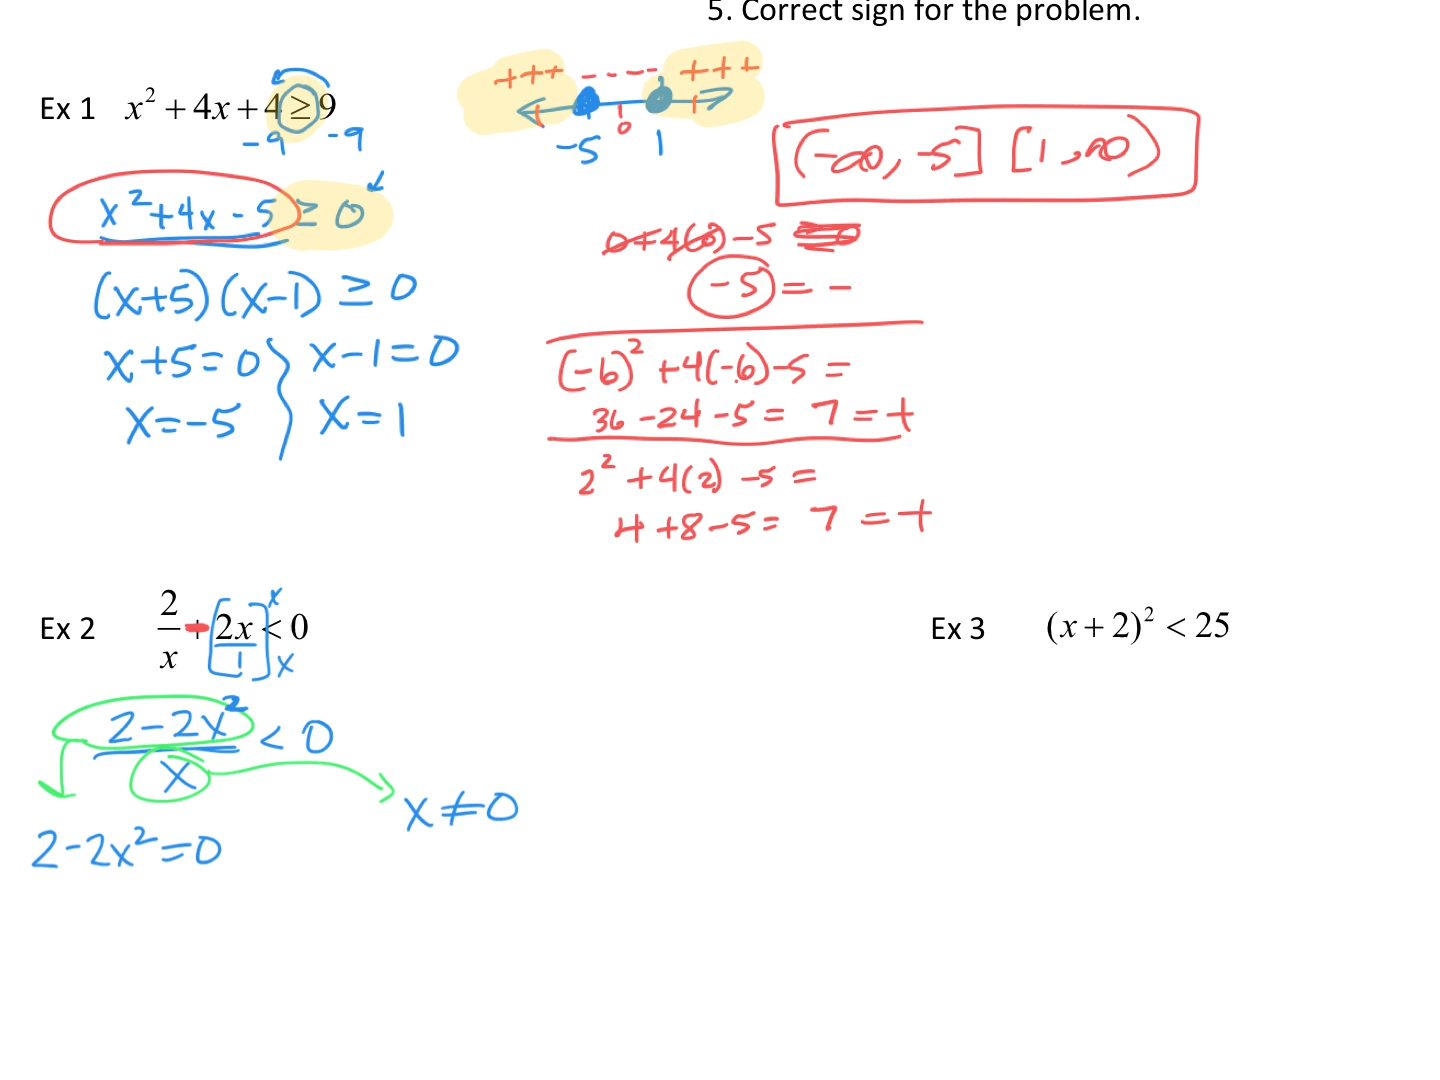 5. Correct sign for the problem.
Ex 1 x² + 4x + 4 ≥ 9
-9 -9
x² + 4x - 5 ≥ 0
(x+5)(x-1) ≥ 0
x+5=0 } x-1=0
x=-5 } x=1
+++ ---- +++
0
-5 1
(-∞, -5] [1, ∞)
0+4(0)-5
-5 = -
(-6)² +4(-6)-5 =
36 -24 -5 = 7 = +
2² +4(2) -5 =
4 +8 -5 = 7 = +
Ex 2 2/x - [2x/1] x/x < 0
(2-2x²)/x < 0
x≠0
2-2x²=0
Ex 3 (x + 2)² < 25